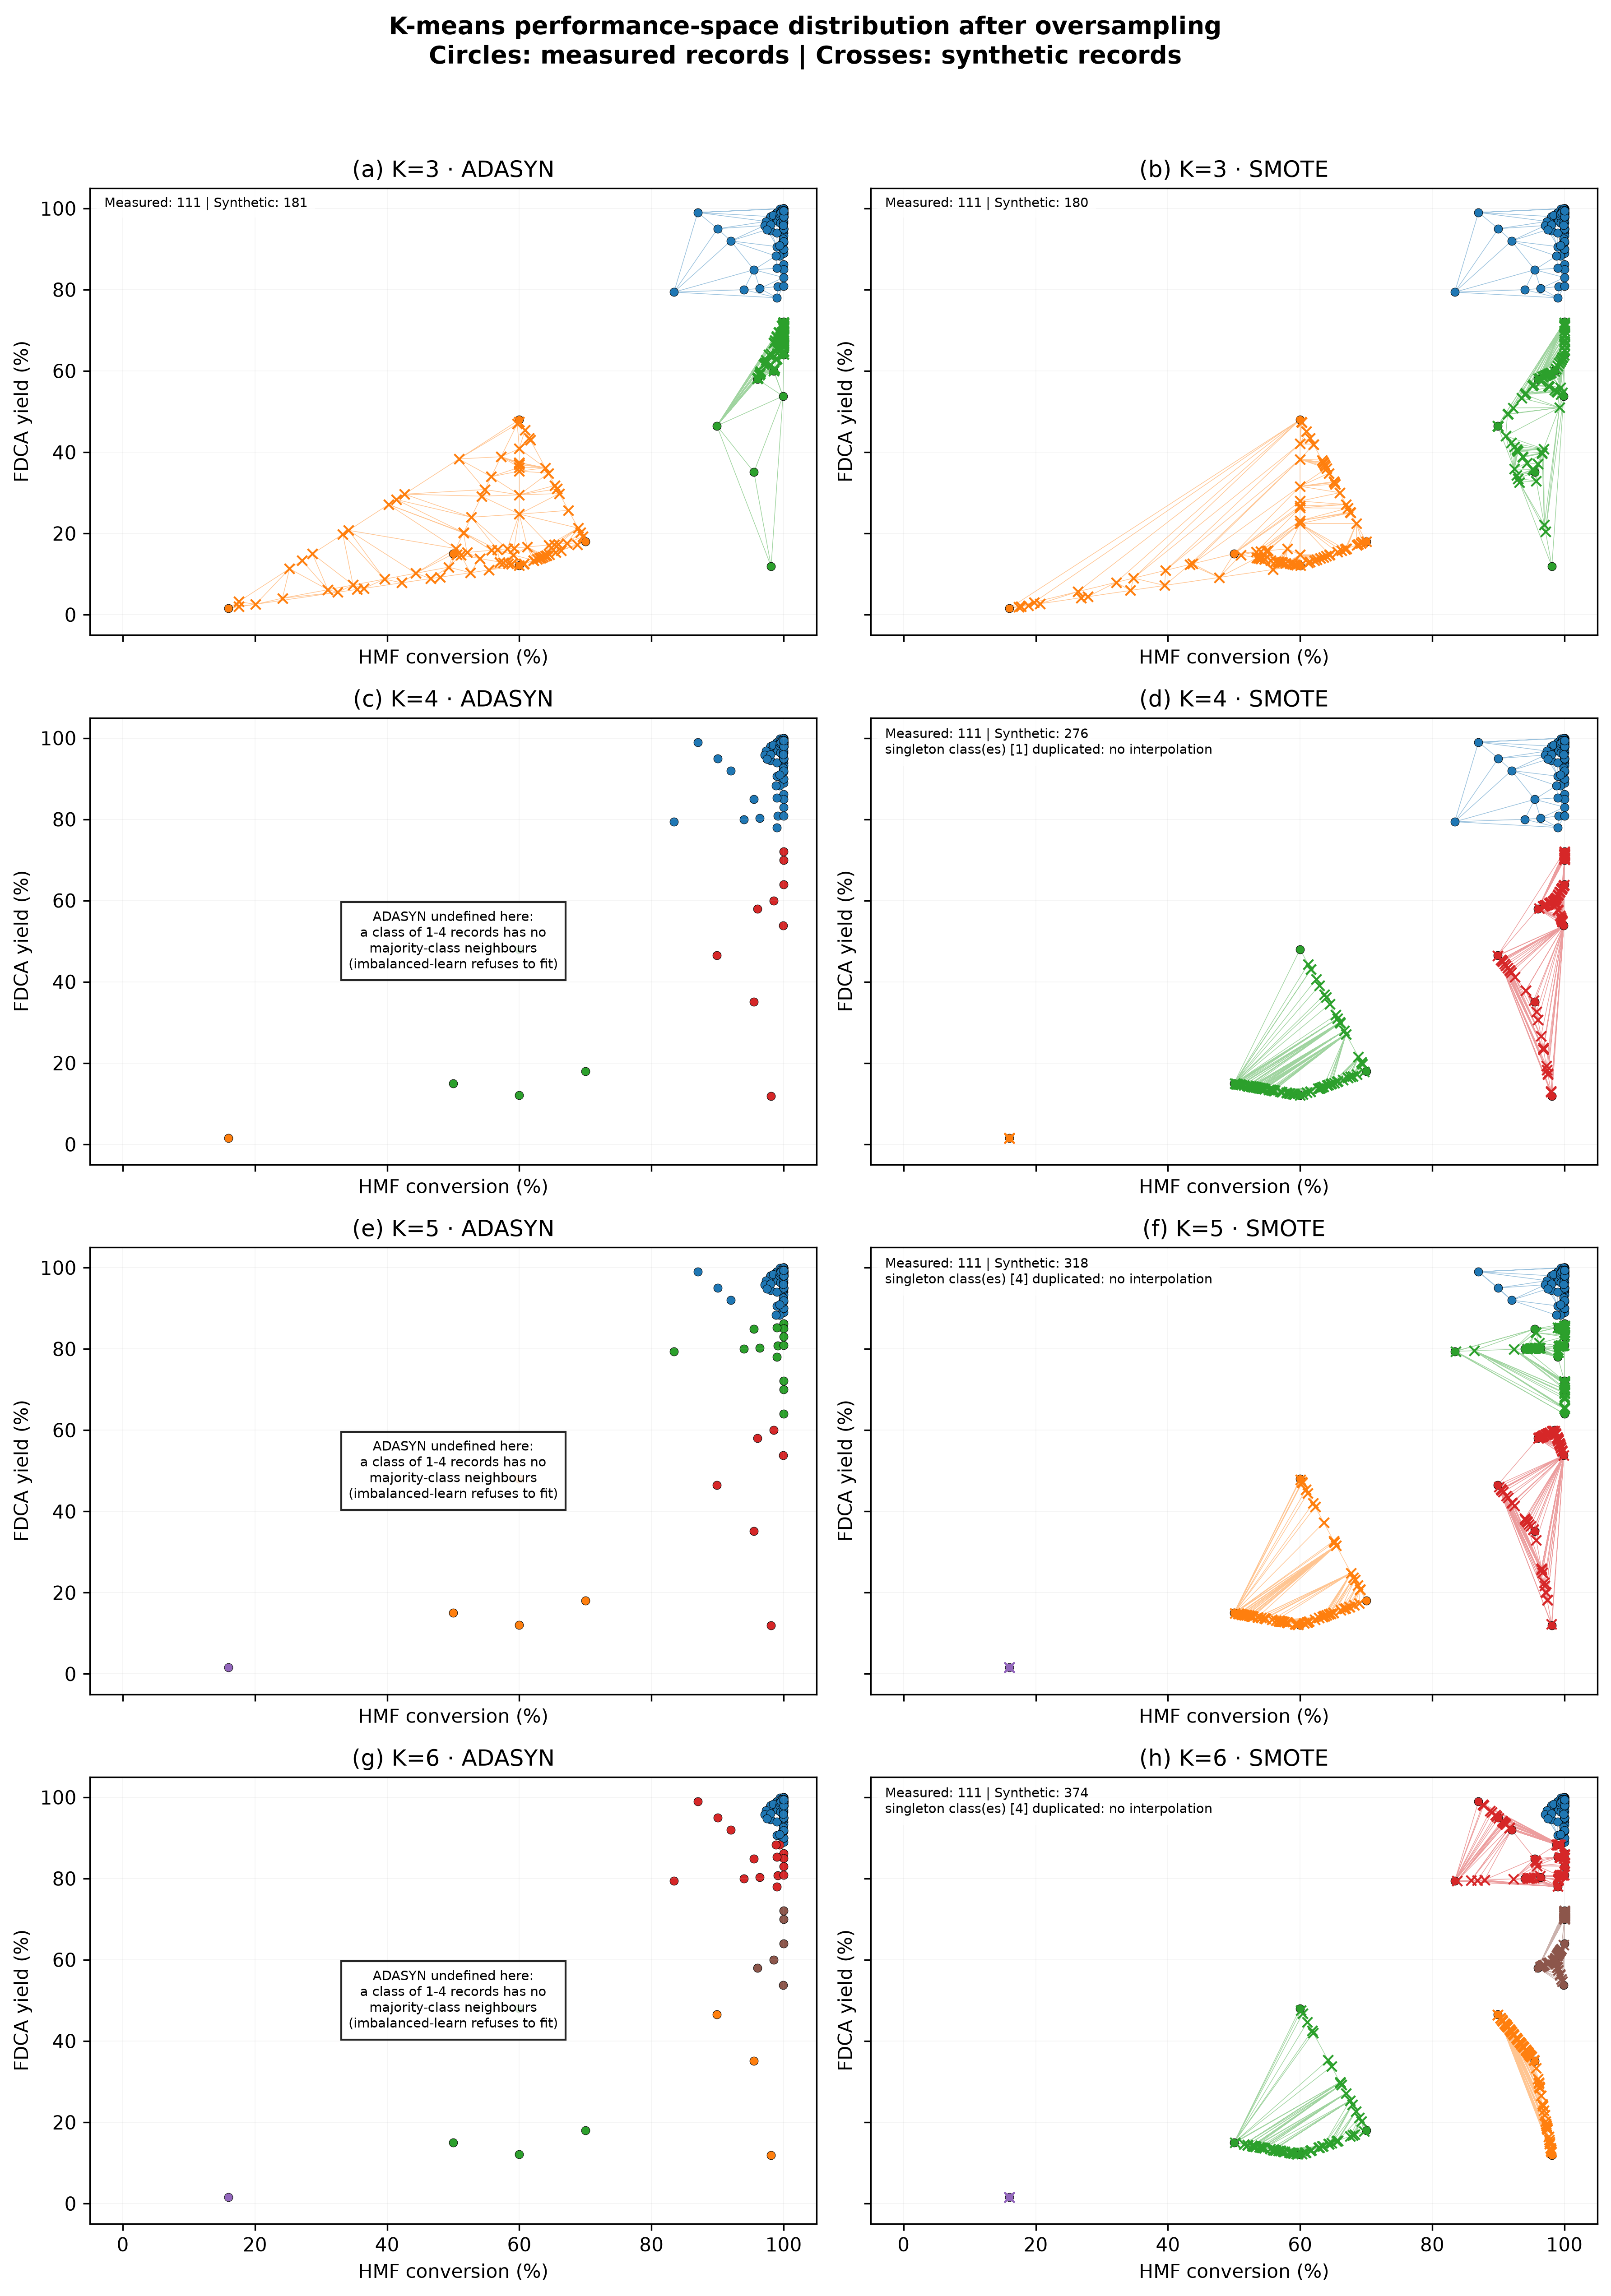 K-means performance-space distribution after oversampling
Circles: measured records | Crosses: synthetic records
(a) K=3 · ADASYN
Measured: 111 | Synthetic: 181
100
80
60
40
20
0
FDCA yield (%)
HMF conversion (%)
(b) K=3 · SMOTE
Measured: 111 | Synthetic: 180
FDCA yield (%)
HMF conversion (%)
(c) K=4 · ADASYN
100
80
60
40
20
0
FDCA yield (%)
ADASYN undefined here:
a class of 1-4 records has no
majority-class neighbours
(imbalanced-learn refuses to fit)
HMF conversion (%)
(d) K=4 · SMOTE
Measured: 111 | Synthetic: 276
singleton class(es) [1] duplicated: no interpolation
FDCA yield (%)
HMF conversion (%)
(e) K=5 · ADASYN
100
80
60
40
20
0
FDCA yield (%)
ADASYN undefined here:
a class of 1-4 records has no
majority-class neighbours
(imbalanced-learn refuses to fit)
HMF conversion (%)
(f) K=5 · SMOTE
Measured: 111 | Synthetic: 318
singleton class(es) [4] duplicated: no interpolation
FDCA yield (%)
HMF conversion (%)
(g) K=6 · ADASYN
100
80
60
40
20
0
FDCA yield (%)
ADASYN undefined here:
a class of 1-4 records has no
majority-class neighbours
(imbalanced-learn refuses to fit)
0 20 40 60 80 100
HMF conversion (%)
(h) K=6 · SMOTE
Measured: 111 | Synthetic: 374
singleton class(es) [4] duplicated: no interpolation
FDCA yield (%)
0 20 40 60 80 100
HMF conversion (%)